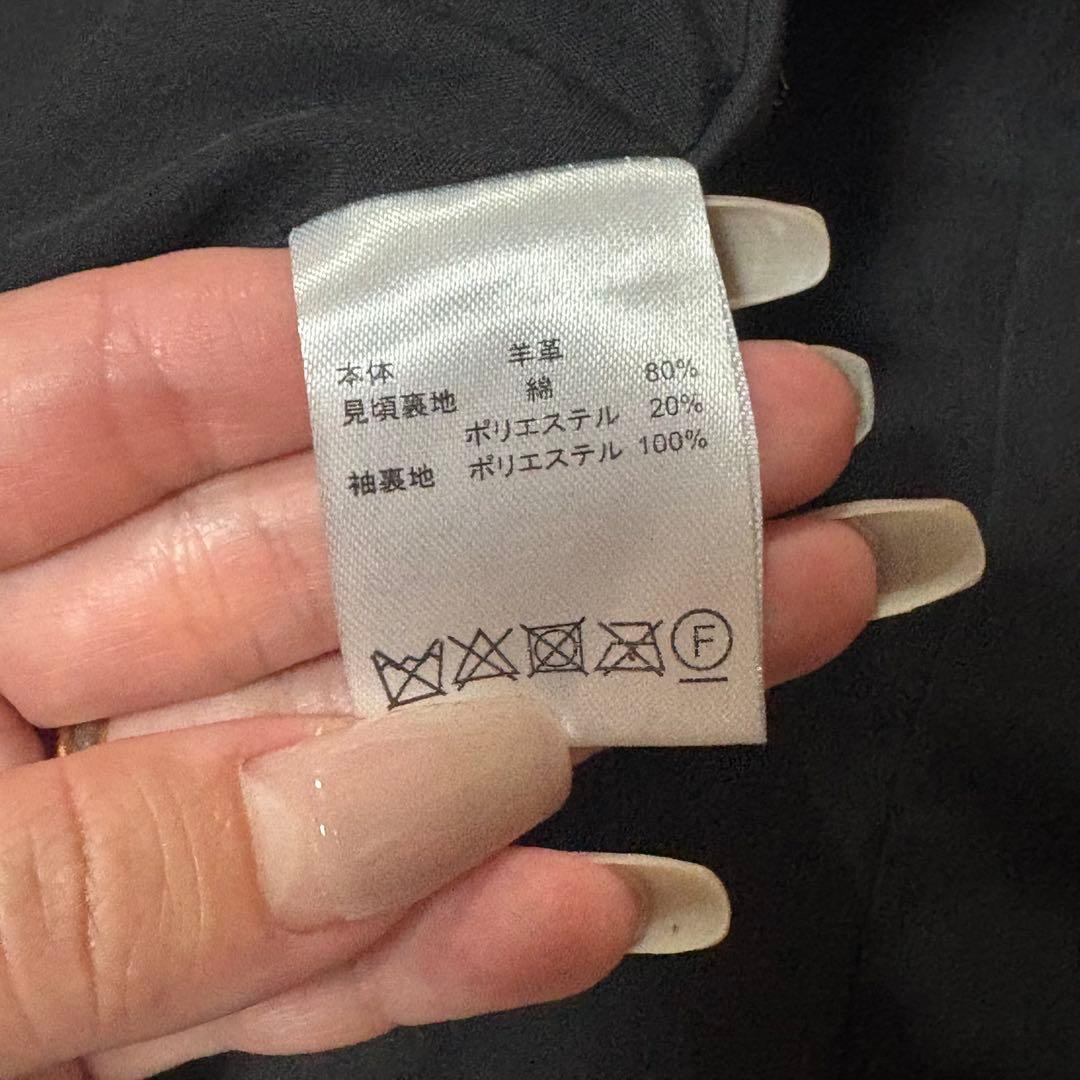 本体 羊革
見頃裏地 綿 80%
ポリエステル 20%
袖裏地 ポリエステル 100%
F